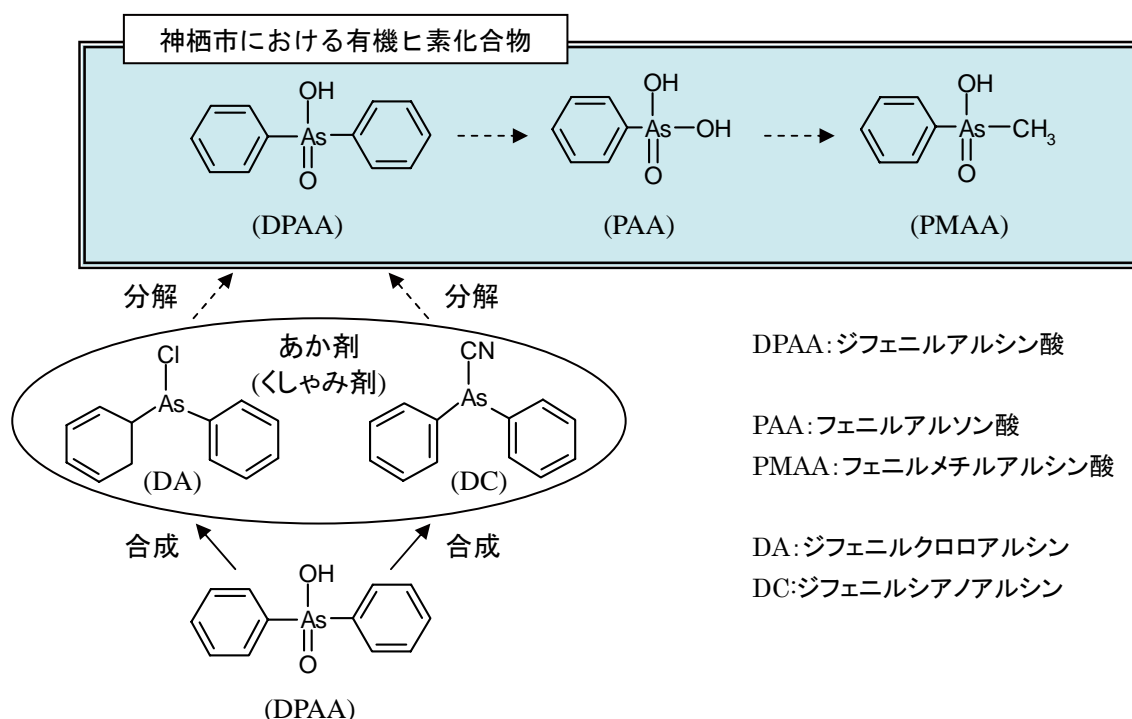 神栖市における有機ヒ素化合物
OH
As
O
(DPAA)
OH
As OH
O
(PAA)
OH
As CH3
O
(PMAA)
分解
分解
あか剤
(くしゃみ剤)
Cl
As
(DA)
CN
As
(DC)
合成
合成
OH
As
O
(DPAA)
DPAA:ジフェニルアルシン酸
PAA:フェニルアルソン酸
PMAA:フェニルメチルアルシン酸
DA:ジフェニルクロロアルシン
DC:ジフェニルシアノアルシン